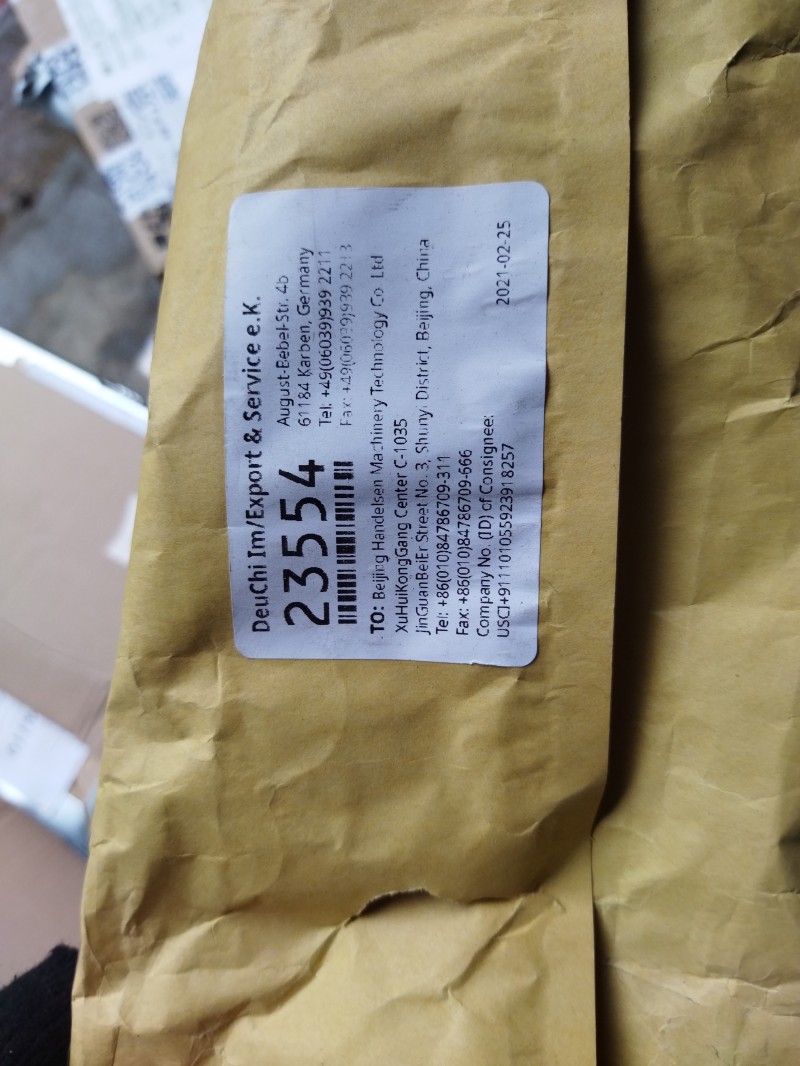 DeuChi Im/Export & Service e.K.
23554
August-Bebel-Str. 4b
61184 Karben, Germany
Tel: +49(06039)939 2211
Fax: +49(06039)939 2213
TO: Beijing Handelsen Machinery Technology Co. Ltd
XuHuiKongGang Center C-1035
JinGuanBeiEr Street No. 3, Shunyi District, Beijing, China
Tel: +86(010)84786709-311
Fax: +86(010)84786709-666
Company No. (ID) of Consignee:
USCI+911101055923918257
2021-02-25